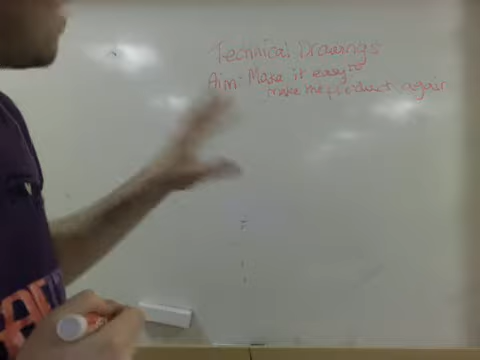 Technical Drawings
Aim: Make it easy to
make the product again